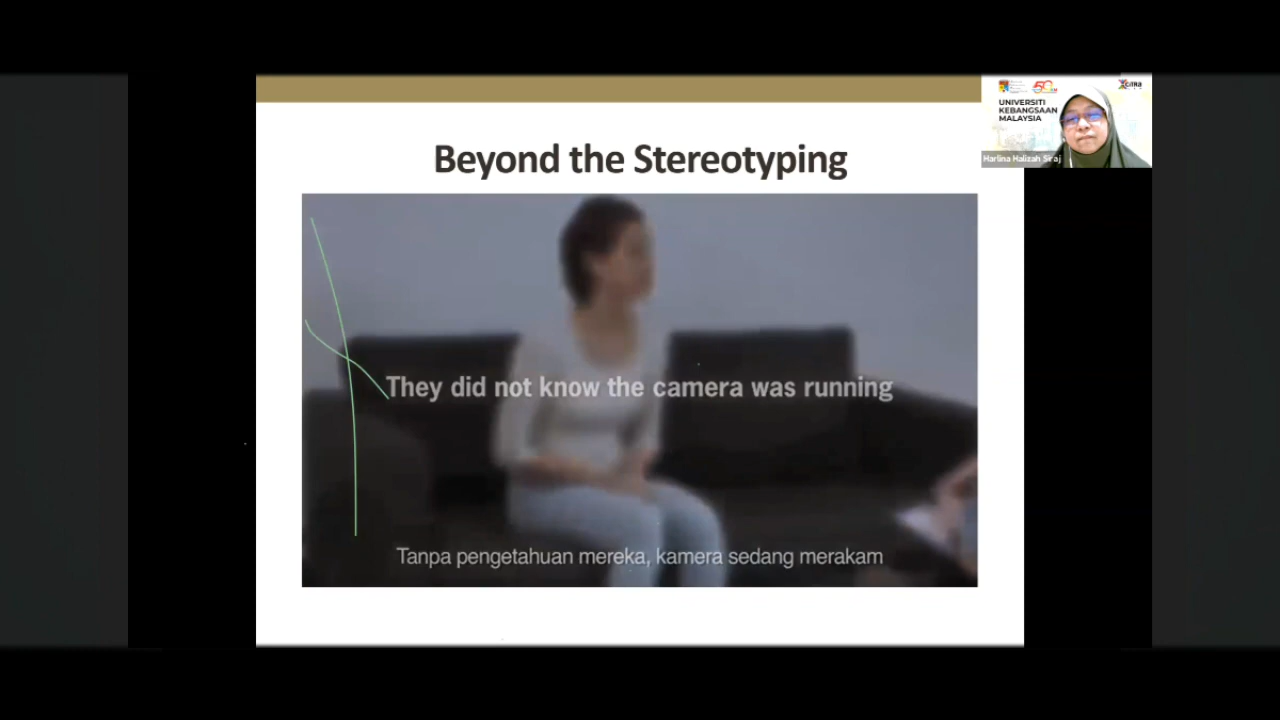 Beyond the Stereotyping
They did not know the camera was running
Tanpa pengetahuan mereka, kamera sedang merakam
UNIVERSITI
KEBANGSAAN
MALAYSIA
Harlina Halizah Siraj